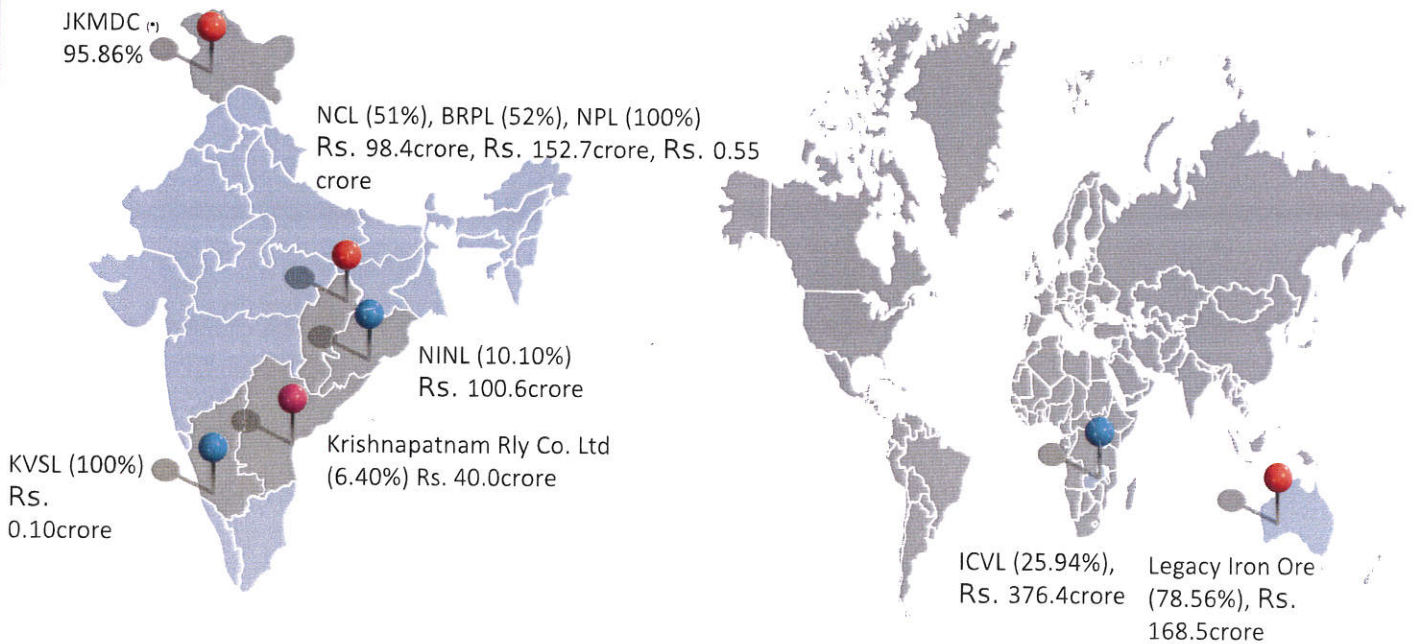 JKMDC (*)
95.86%
NCL (51%), BRPL (52%), NPL (100%)
Rs. 98.4crore, Rs. 152.7crore, Rs. 0.55
crore
NINL (10.10%)
Rs. 100.6crore
Krishnapatnam Rly Co. Ltd
(6.40%) Rs. 40.0crore
KVSL (100%)
Rs.
0.10crore
ICVL (25.94%),
Rs. 376.4crore
Legacy Iron Ore
(78.56%), Rs.
168.5crore